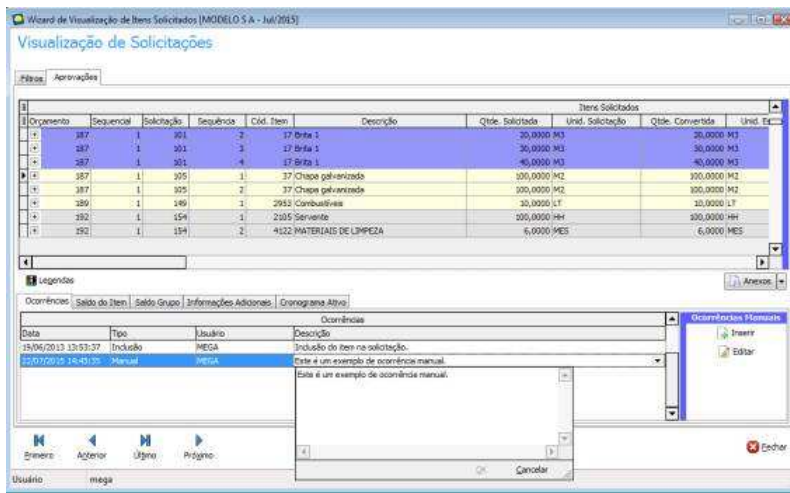 Wizard de Visualização de Itens Solicitados [MODELO S A - Jul/2015]
Visualização de Solicitações
Filtros Aprovações
Itens Solicitados
Orçamento Sequencial Solicitação Sequência Cód. Item Descrição Qtde. Solicitada Unid. Solicitação Qtde. Convertida Unid. Es
187 1 101 2 17 Brita 1 20,0000 M3 20,0000 M3
187 1 101 3 17 Brita 1 30,0000 M3 30,0000 M3
187 1 101 4 17 Brita 1 40,0000 M3 40,0000 M3
187 1 105 1 37 Chapa galvanizada 100,0000 M2 100,0000 M2
187 1 105 2 37 Chapa galvanizada 100,0000 M2 100,0000 M2
189 1 149 1 2953 Combustíveis 10,0000 LT 10,0000 LT
192 1 154 1 2105 Servente 100,0000 HH 100,0000 HH
192 1 154 2 4122 MATERIAIS DE LIMPEZA 6,0000 MES 6,0000 MES
Legendas Anexos
Ocorrências Saldo do Item Saldo Grupo Informações Adicionais Cronograma Ativo
Ocorrências Ocorrências Manuais
Data Tipo Usuário Descrição Inserir
19/06/2013 13:53:37 Inclusão MEGA Inclusão do item na solicitação.
22/07/2015 14:45:35 Manual MEGA Este é um exemplo de ocorrência manual. Editar
Este é um exemplo de ocorrência manual.
Primeiro Anterior Último Próximo Fechar
OK Cancelar
Usuário mega